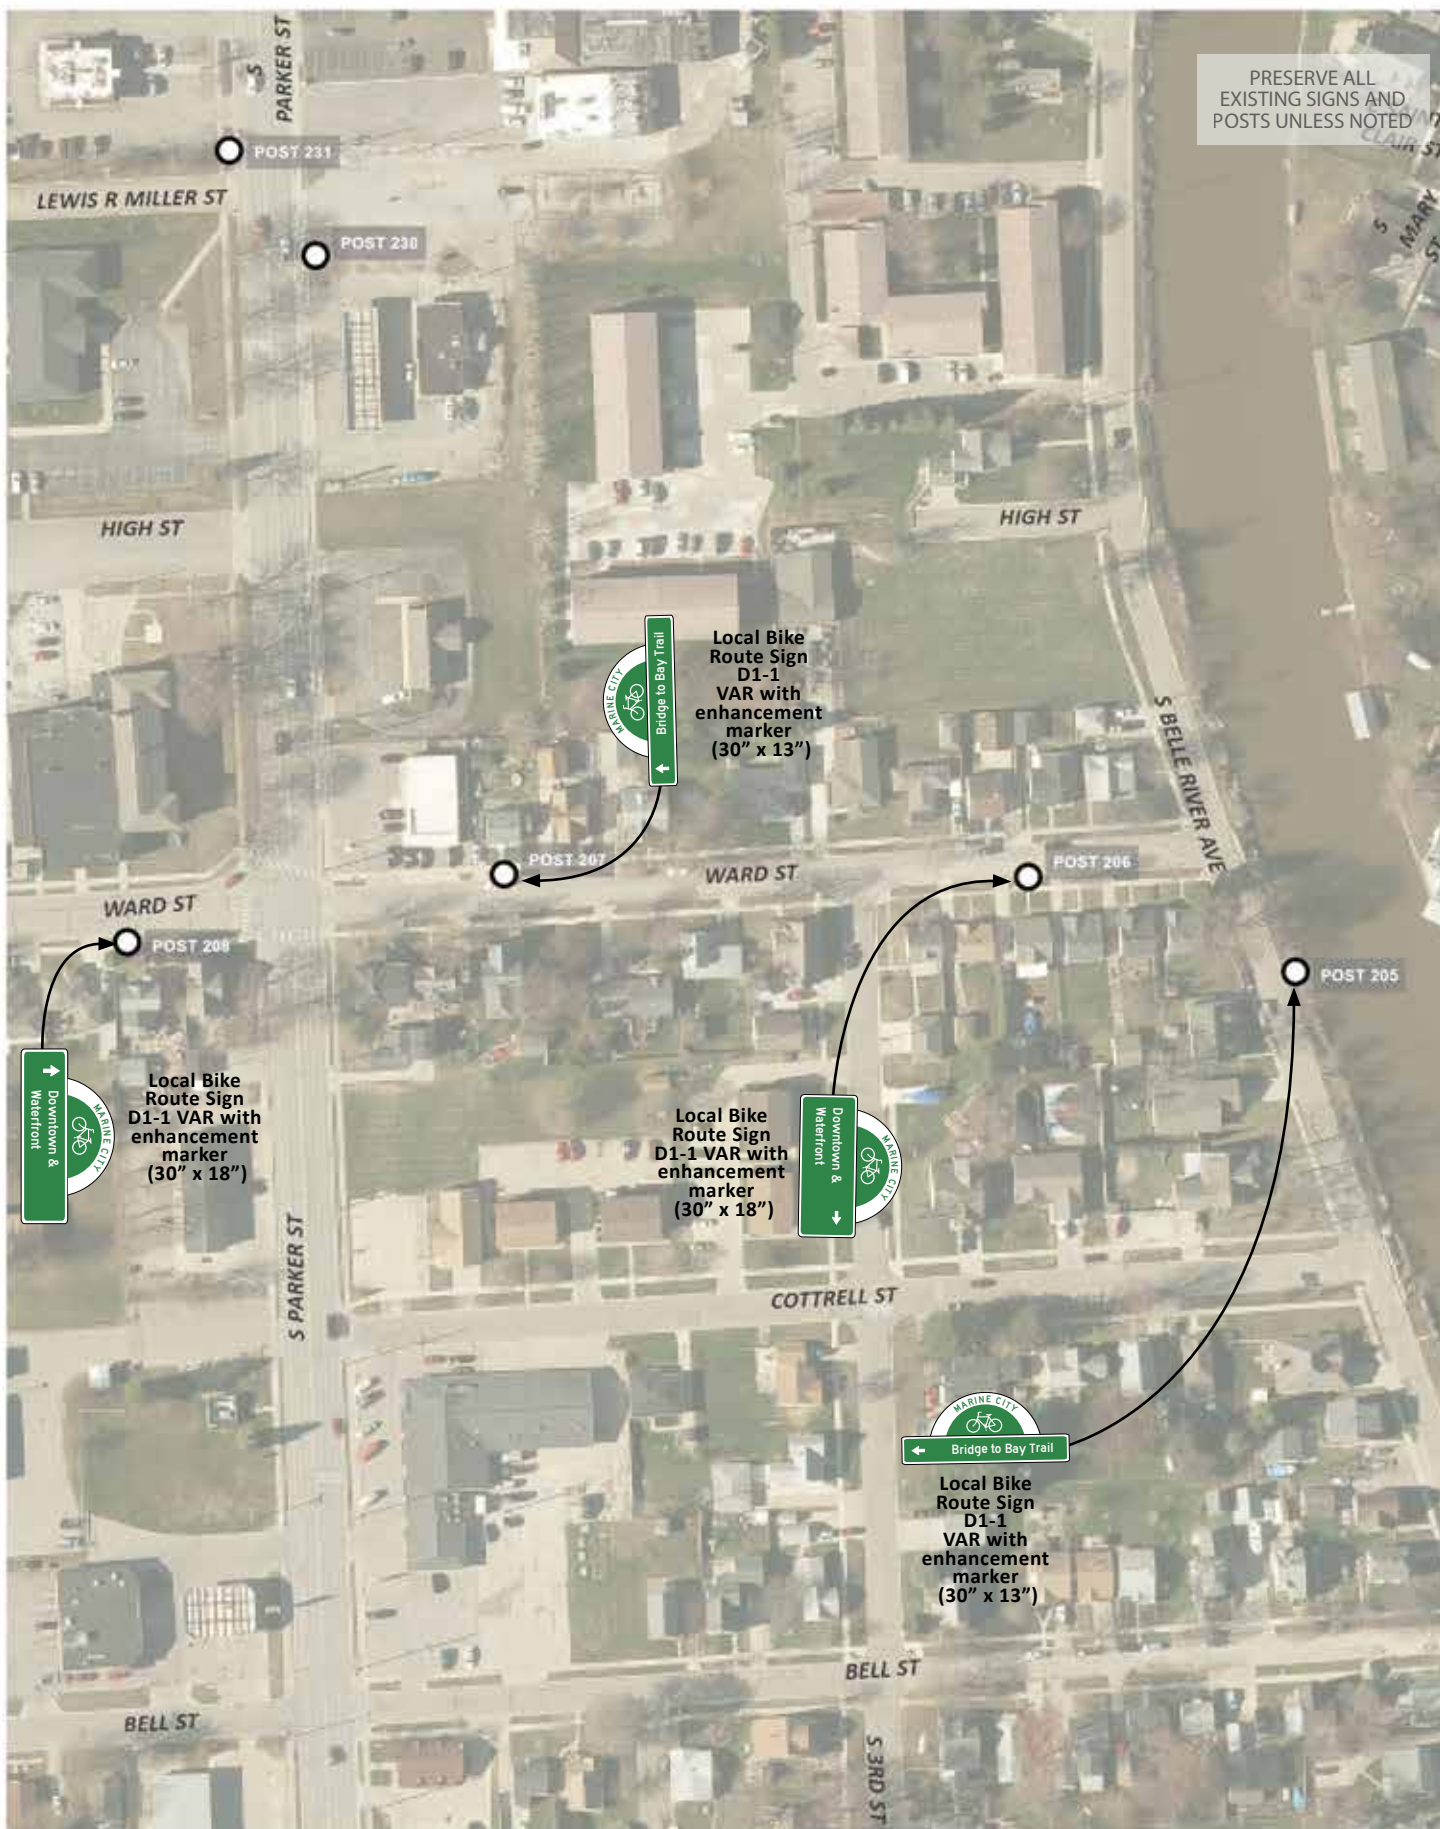 S
PARKER ST
PRESERVE ALL
EXISTING SIGNS AND
POSTS UNLESS NOTED
CLAIR ST
POST 231
LEWIS R MILLER ST
S
MARY
ST
POST 230
HIGH ST
HIGH ST
MARINE CITY
Bridge to Bay Trail
Local Bike
Route Sign
D1-1
VAR with
enhancement
marker
(30” x 13”)
S BELLE RIVER AVE
POST 207
WARD ST
POST 206
WARD ST
POST 208
POST 205
Downtown &
Waterfront
MARINE CITY
Local Bike
Route Sign
D1-1 VAR with
enhancement
marker
(30” x 18”)
Local Bike
Route Sign
D1-1 VAR with
enhancement
marker
(30” x 18”)
Downtown &
Waterfront
MARINE CITY
S PARKER ST
COTTRELL ST
MARINE CITY
Bridge to Bay Trail
Local Bike
Route Sign
D1-1
VAR with
enhancement
marker
(30” x 13”)
BELL ST
BELL ST
S 3RD ST